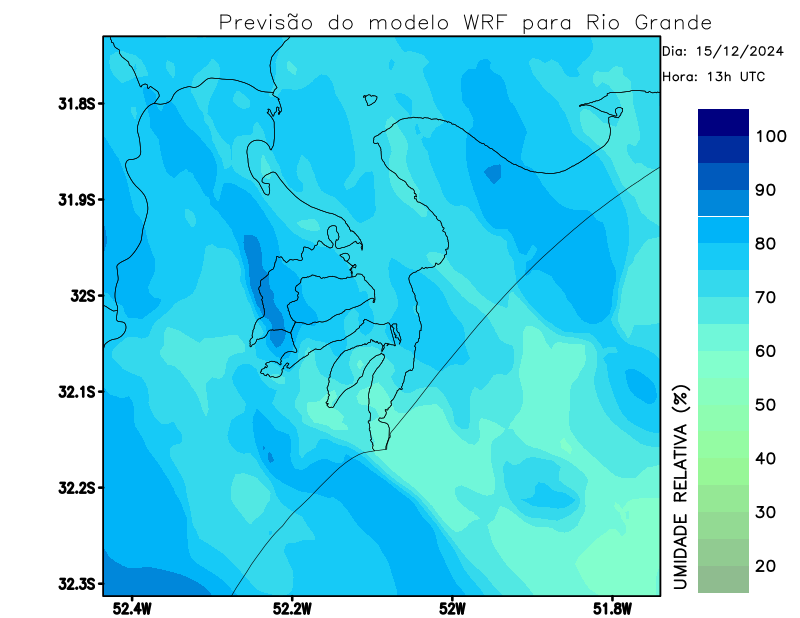 Previsão do modelo WRF para Rio Grande
Dia: 15/12/2024
Hora: 13h UTC
31.8S
31.9S
32S
32.1S
32.2S
32.3S
52.4W
52.2W
52W
51.8W
100
90
80
70
60
50
40
30
20
UMIDADE RELATIVA (%)